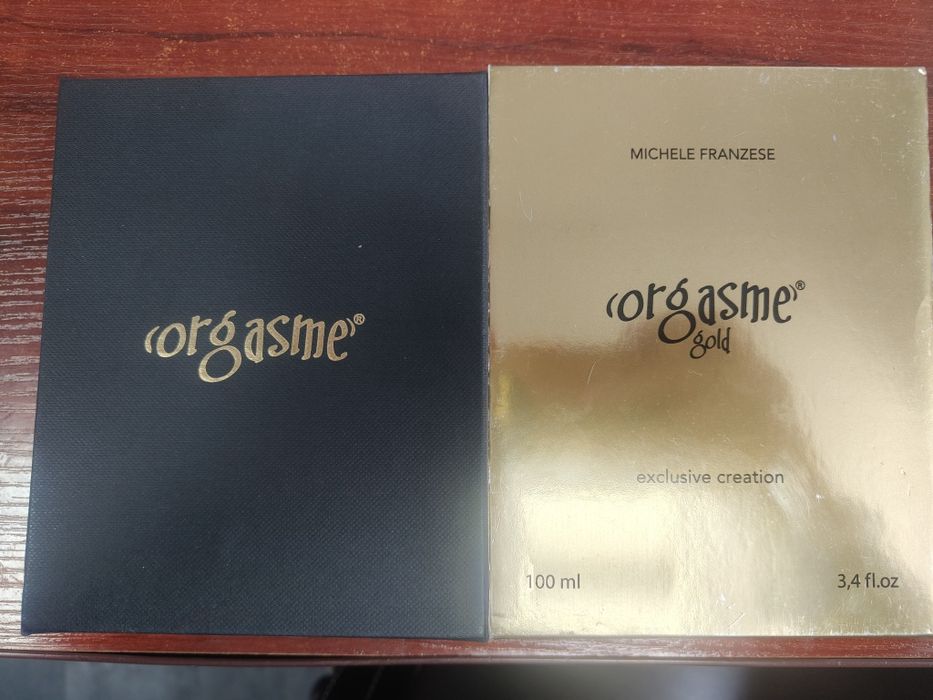 (orgasme)®
MICHELE FRANZESE
(orgasme)®
gold
exclusive creation
100 ml
3,4 fl.oz